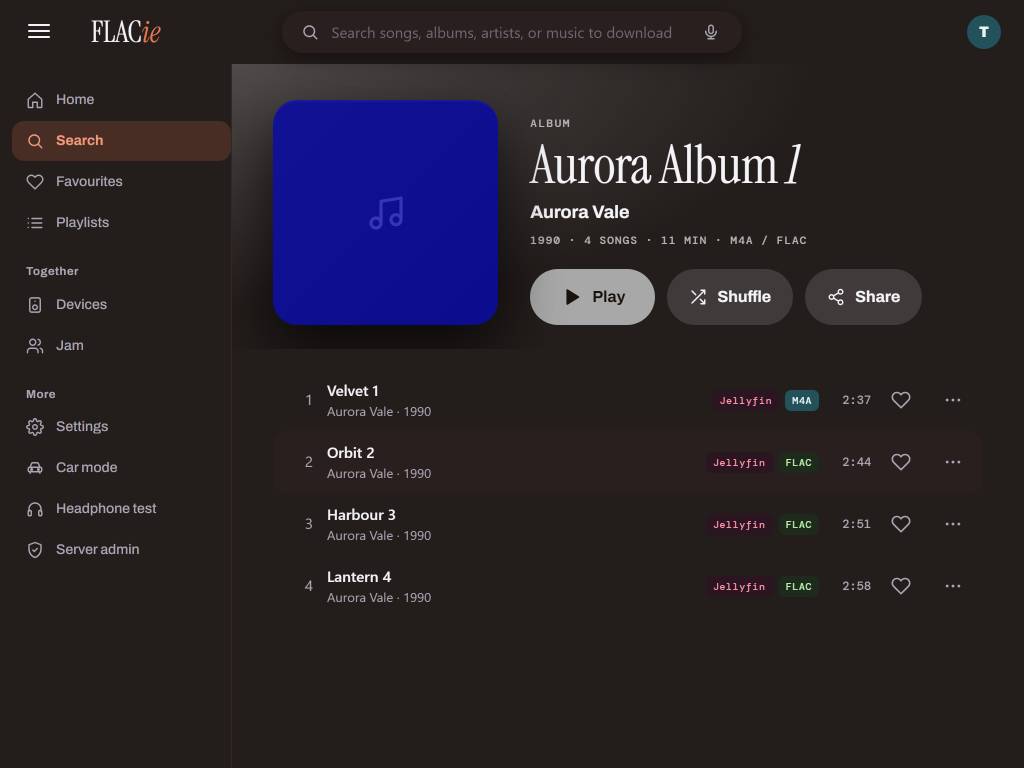 FLACie
Search songs, albums, artists, or music to download
T
Home
Search
Favourites
Playlists
Together
Devices
Jam
More
Settings
Car mode
Headphone test
Server admin
ALBUM
Aurora Album 1
Aurora Vale
1990 · 4 SONGS · 11 MIN · M4A / FLAC
Play
Shuffle
Share
1 Velvet 1 Jellyfin M4A 2:37
Aurora Vale · 1990
2 Orbit 2 Jellyfin FLAC 2:44
Aurora Vale · 1990
3 Harbour 3 Jellyfin FLAC 2:51
Aurora Vale · 1990
4 Lantern 4 Jellyfin FLAC 2:58
Aurora Vale · 1990